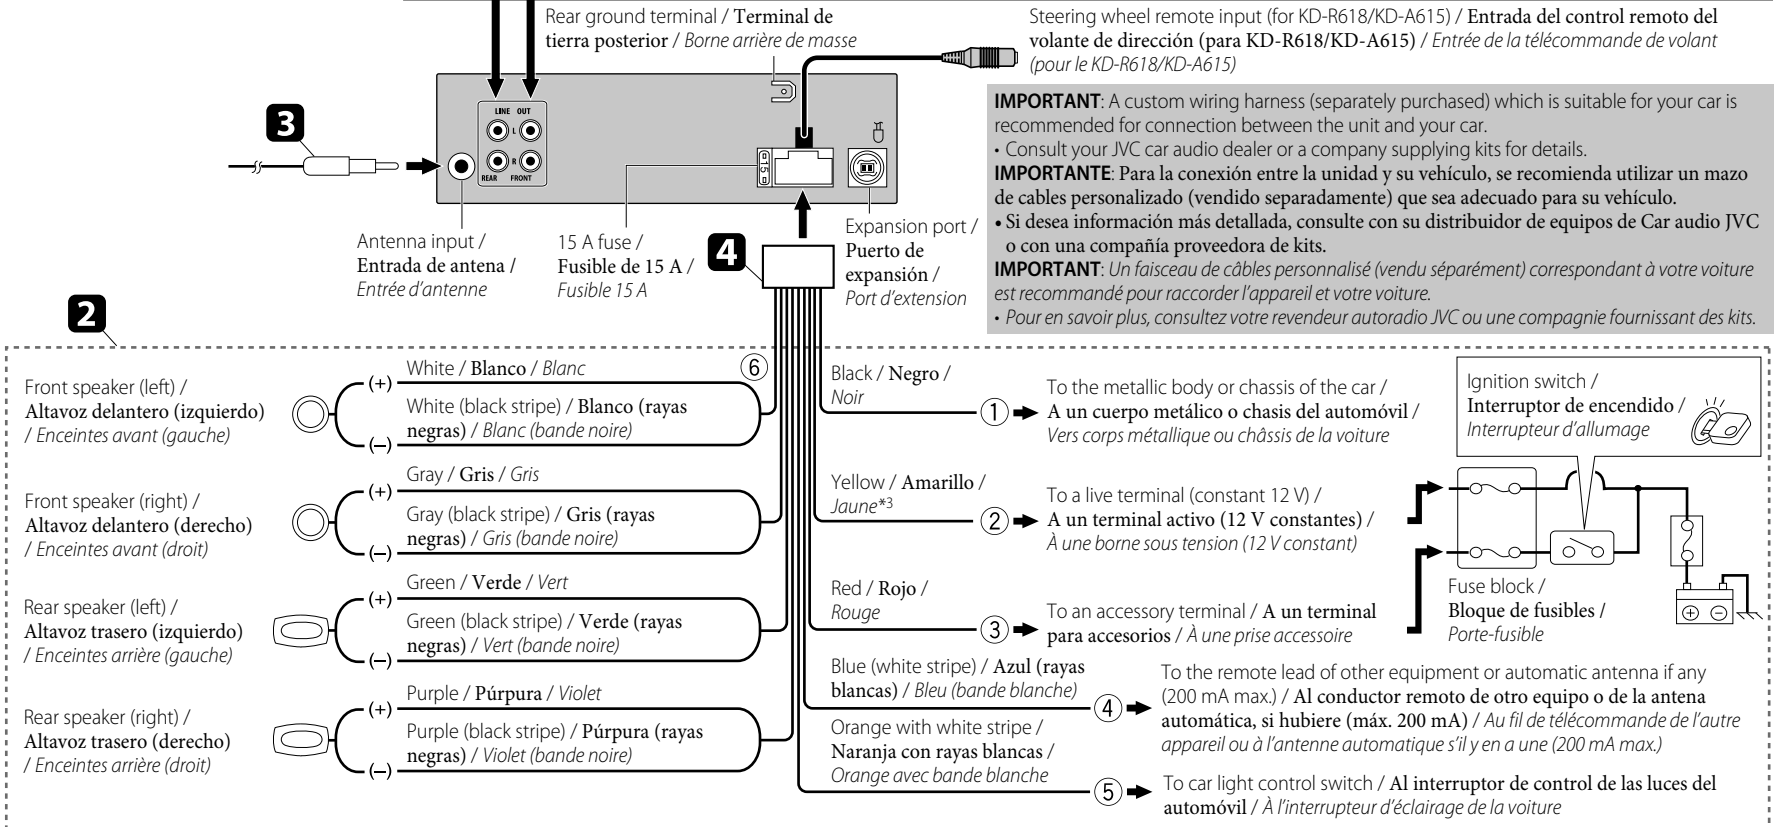 Rear ground terminal / Terminal de
tierra posterior / Borne arrière de masse
Steering wheel remote input (for KD-R618/KD-A615) / Entrada del control remoto del
volante de dirección (para KD-R618/KD-A615) / Entrée de la télécommande de volant
(pour le KD-R618/KD-A615)
LINE OUT
L
R
REAR FRONT
15
3
Antenna input /
Entrada de antena /
Entrée d'antenne
15 A fuse /
Fusible de 15 A /
Fusible 15 A
4
Expansion port /
Puerto de
expansión /
Port d'extension
IMPORTANT: A custom wiring harness (separately purchased) which is suitable for your car is
recommended for connection between the unit and your car.
• Consult your JVC car audio dealer or a company supplying kits for details.
IMPORTANTE: Para la conexión entre la unidad y su vehículo, se recomienda utilizar un mazo
de cables personalizado (vendido separadamente) que sea adecuado para su vehículo.
• Si desea información más detallada, consulte con su distribuidor de equipos de Car audio JVC
o con una compañía proveedora de kits.
IMPORTANT: Un faisceau de câbles personnalisé (vendu séparément) correspondant à votre voiture
est recommandé pour raccorder l'appareil et votre voiture.
• Pour en savoir plus, consultez votre revendeur autoradio JVC ou une compagnie fournissant des kits.
2
Front speaker (left) /
Altavoz delantero (izquierdo)
/ Enceintes avant (gauche)
(+)
White / Blanco / Blanc
White (black stripe) / Blanco (rayas
negras) / Blanc (bande noire)
(–)
6
Front speaker (right) /
Altavoz delantero (derecho)
/ Enceintes avant (droit)
(+)
Gray / Gris / Gris
Gray (black stripe) / Gris (rayas
negras) / Gris (bande noire)
(–)
Rear speaker (left) /
Altavoz trasero (izquierdo)
/ Enceintes arrière (gauche)
(+)
Green / Verde / Vert
Green (black stripe) / Verde (rayas
negras) / Vert (bande noire)
(–)
Rear speaker (right) /
Altavoz trasero (derecho)
/ Enceintes arrière (droit)
(+)
Purple / Púrpura / Violet
Purple (black stripe) / Púrpura (rayas
negras) / Violet (bande noire)
(–)
Black / Negro /
Noir
1
To the metallic body or chassis of the car /
A un cuerpo metálico o chasis del automóvil /
Vers corps métallique ou châssis de la voiture
Yellow / Amarillo /
Jaune*3
2
To a live terminal (constant 12 V) /
A un terminal activo (12 V constantes) /
À une borne sous tension (12 V constant)
Red / Rojo /
Rouge
3
To an accessory terminal / A un terminal
para accesorios / À une prise accessoire
Blue (white stripe) / Azul (rayas
blancas) / Bleu (bande blanche)
4
To the remote lead of other equipment or automatic antenna if any
(200 mA max.) / Al conductor remoto de otro equipo o de la antena
automática, si hubiere (máx. 200 mA) / Au fil de télécommande de l'autre
appareil ou à l'antenne automatique s'il y en a une (200 mA max.)
Orange with white stripe /
Naranja con rayas blancas /
Orange avec bande blanche
5
To car light control switch / Al interruptor de control de las luces del
automóvil / À l'interrupteur d'éclairage de la voiture
Ignition switch /
Interruptor de encendido /
Interrupteur d'allumage
Fuse block /
Bloque de fusibles /
Porte-fusible
+ –